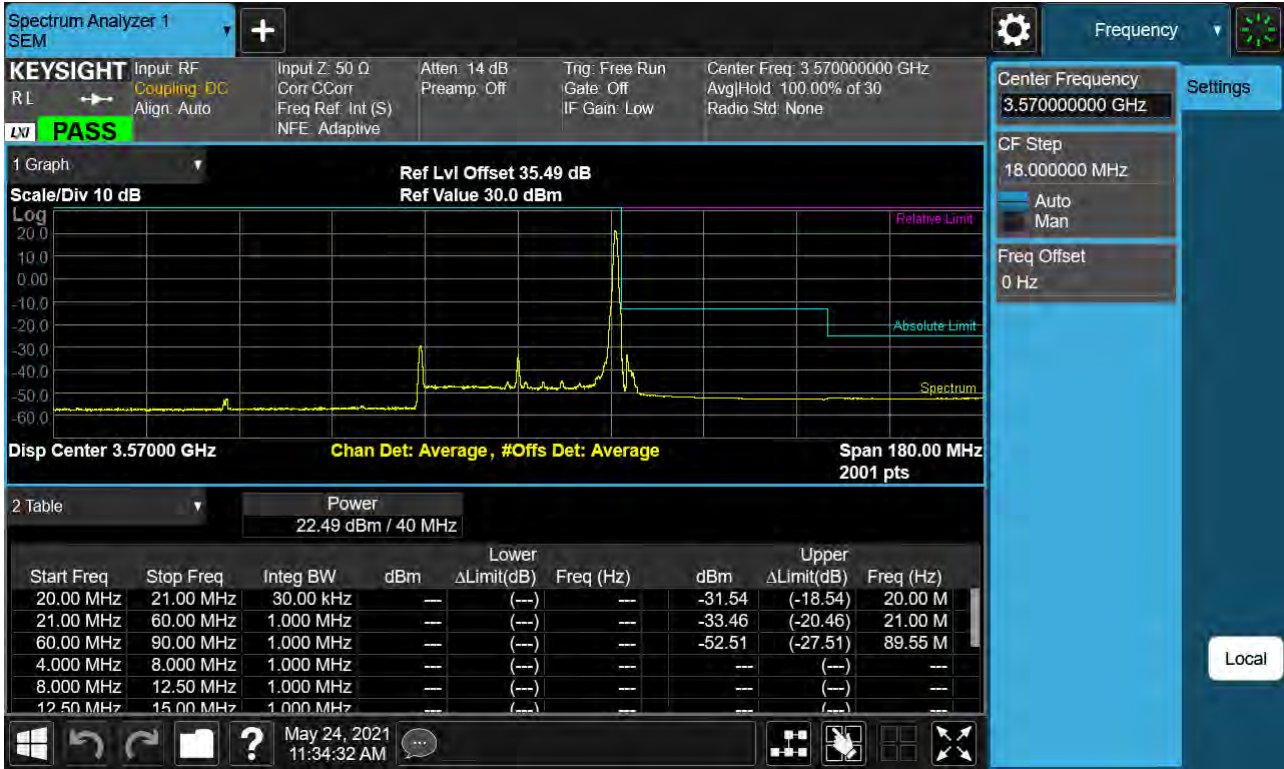 Spectrum Analyzer 1
SEM
Frequency
KEYSIGHT
RL
LXI
PASS
Input: RF
Coupling: DC
Align: Auto
Input Z: 50 Ω
Corr CCorr
Freq Ref: Int (S)
NFE: Adaptive
Atten: 14 dB
Preamp: Off
Trig: Free Run
Gate: Off
IF Gain: Low
Center Freq: 3.570000000 GHz
Avg|Hold: 100.00% of 30
Radio Std: None
Center Frequency
3.570000000 GHz
Settings
CF Step
18.000000 MHz
Auto
Man
Freq Offset
0 Hz
Local
1 Graph
Scale/Div 10 dB
Ref Lvl Offset 35.49 dB
Ref Value 30.0 dBm
Log
20.0
10.0
0.00
-10.0
-20.0
-30.0
-40.0
-50.0
-60.0
Relative Limit
Absolute Limit
Spectrum
Disp Center 3.57000 GHz
Chan Det: Average, #Offs Det: Average
Span 180.00 MHz
2001 pts
2 Table
Power
22.49 dBm / 40 MHz
Lower Upper
Start Freq Stop Freq Integ BW dBm ΔLimit(dB) Freq (Hz) dBm ΔLimit(dB) Freq (Hz)
20.00 MHz 21.00 MHz 30.00 kHz --- (---) --- -31.54 (-18.54) 20.00 M
21.00 MHz 60.00 MHz 1.000 MHz --- (---) --- -33.46 (-20.46) 21.00 M
60.00 MHz 90.00 MHz 1.000 MHz --- (---) --- -52.51 (-27.51) 89.55 M
4.000 MHz 8.000 MHz 1.000 MHz --- (---) --- --- (---) ---
8.000 MHz 12.50 MHz 1.000 MHz --- (---) --- --- (---) ---
12.50 MHz 15.00 MHz 1.000 MHz --- (---) --- --- (---) ---
May 24, 2021
11:34:32 AM